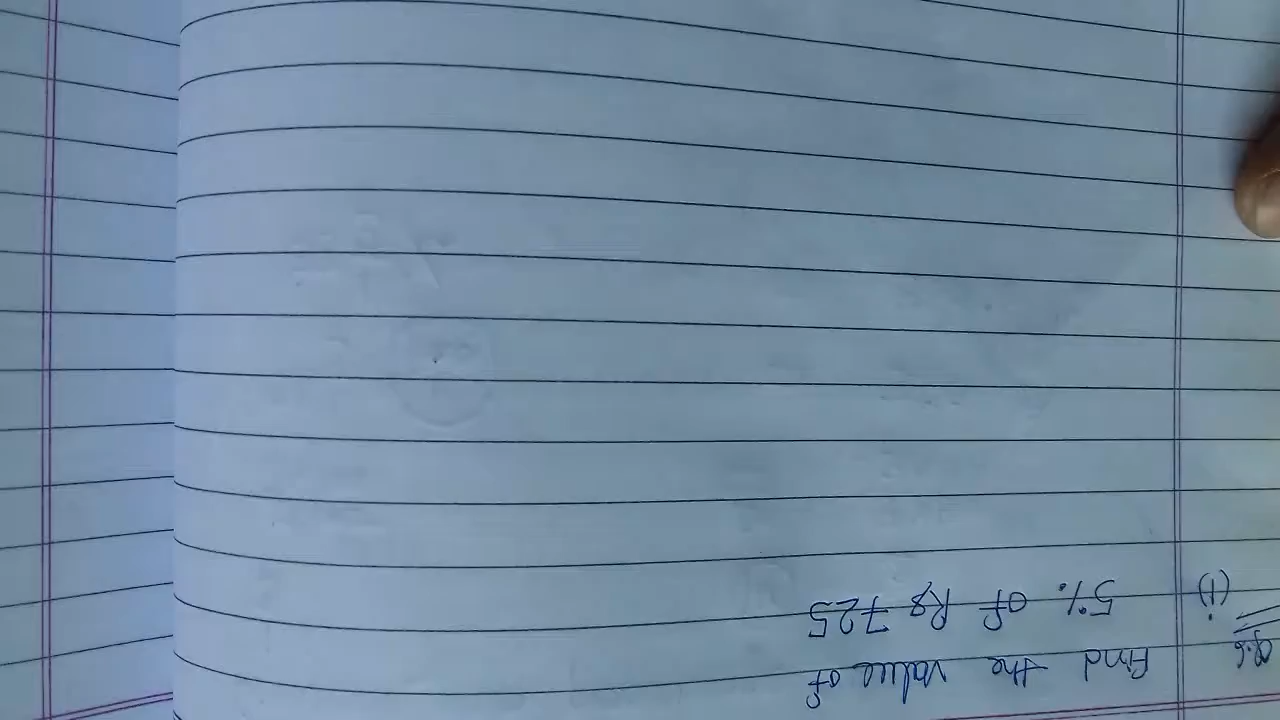 Q.6 Find the value of
(i) 5% of Rs 725